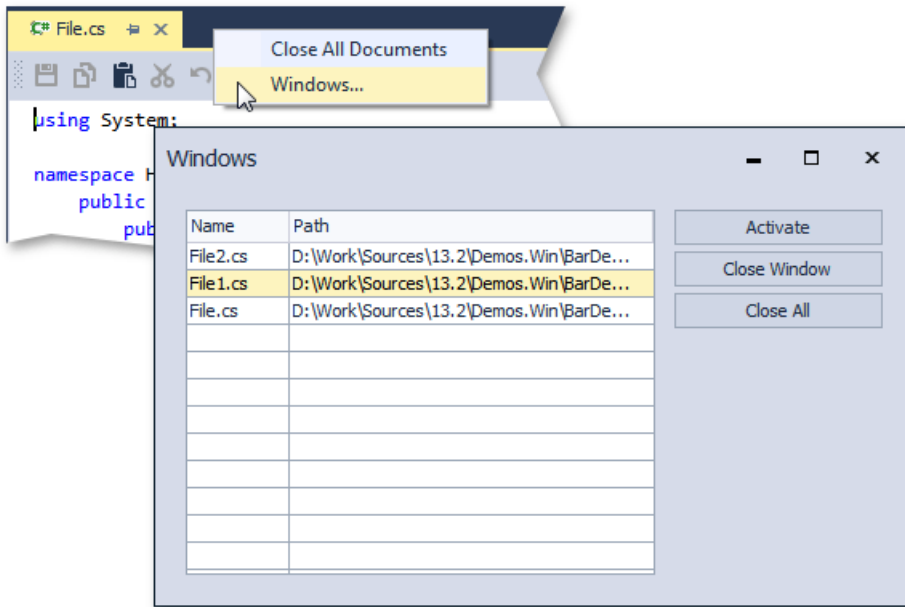 C# File.cs
Close All Documents
Windows...
using System;
namespace H
public
pub
Windows
Name Path
File2.cs D:\Work\Sources\13.2\Demos.Win\BarDe...
File1.cs D:\Work\Sources\13.2\Demos.Win\BarDe...
File.cs D:\Work\Sources\13.2\Demos.Win\BarDe...
Activate
Close Window
Close All